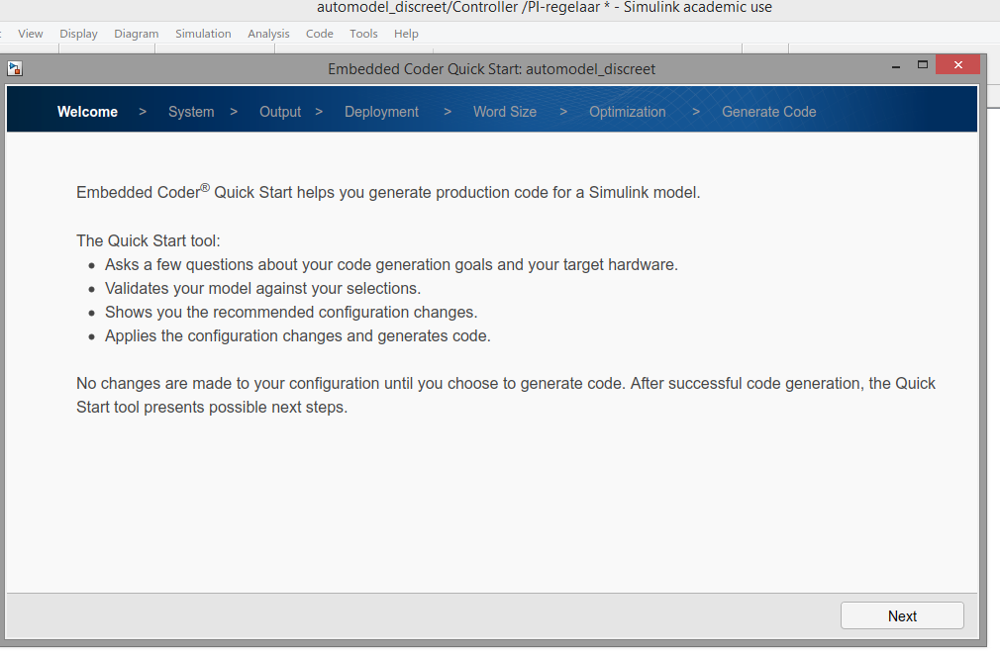 automodel_discreet/Controller /PI-regelaar * - Simulink academic use
View Display Diagram Simulation Analysis Code Tools Help
Embedded Coder Quick Start: automodel_discreet
Welcome > System > Output > Deployment > Word Size > Optimization > Generate Code
Embedded Coder® Quick Start helps you generate production code for a Simulink model.
The Quick Start tool:
• Asks a few questions about your code generation goals and your target hardware.
• Validates your model against your selections.
• Shows you the recommended configuration changes.
• Applies the configuration changes and generates code.
No changes are made to your configuration until you choose to generate code. After successful code generation, the Quick
Start tool presents possible next steps.
Next